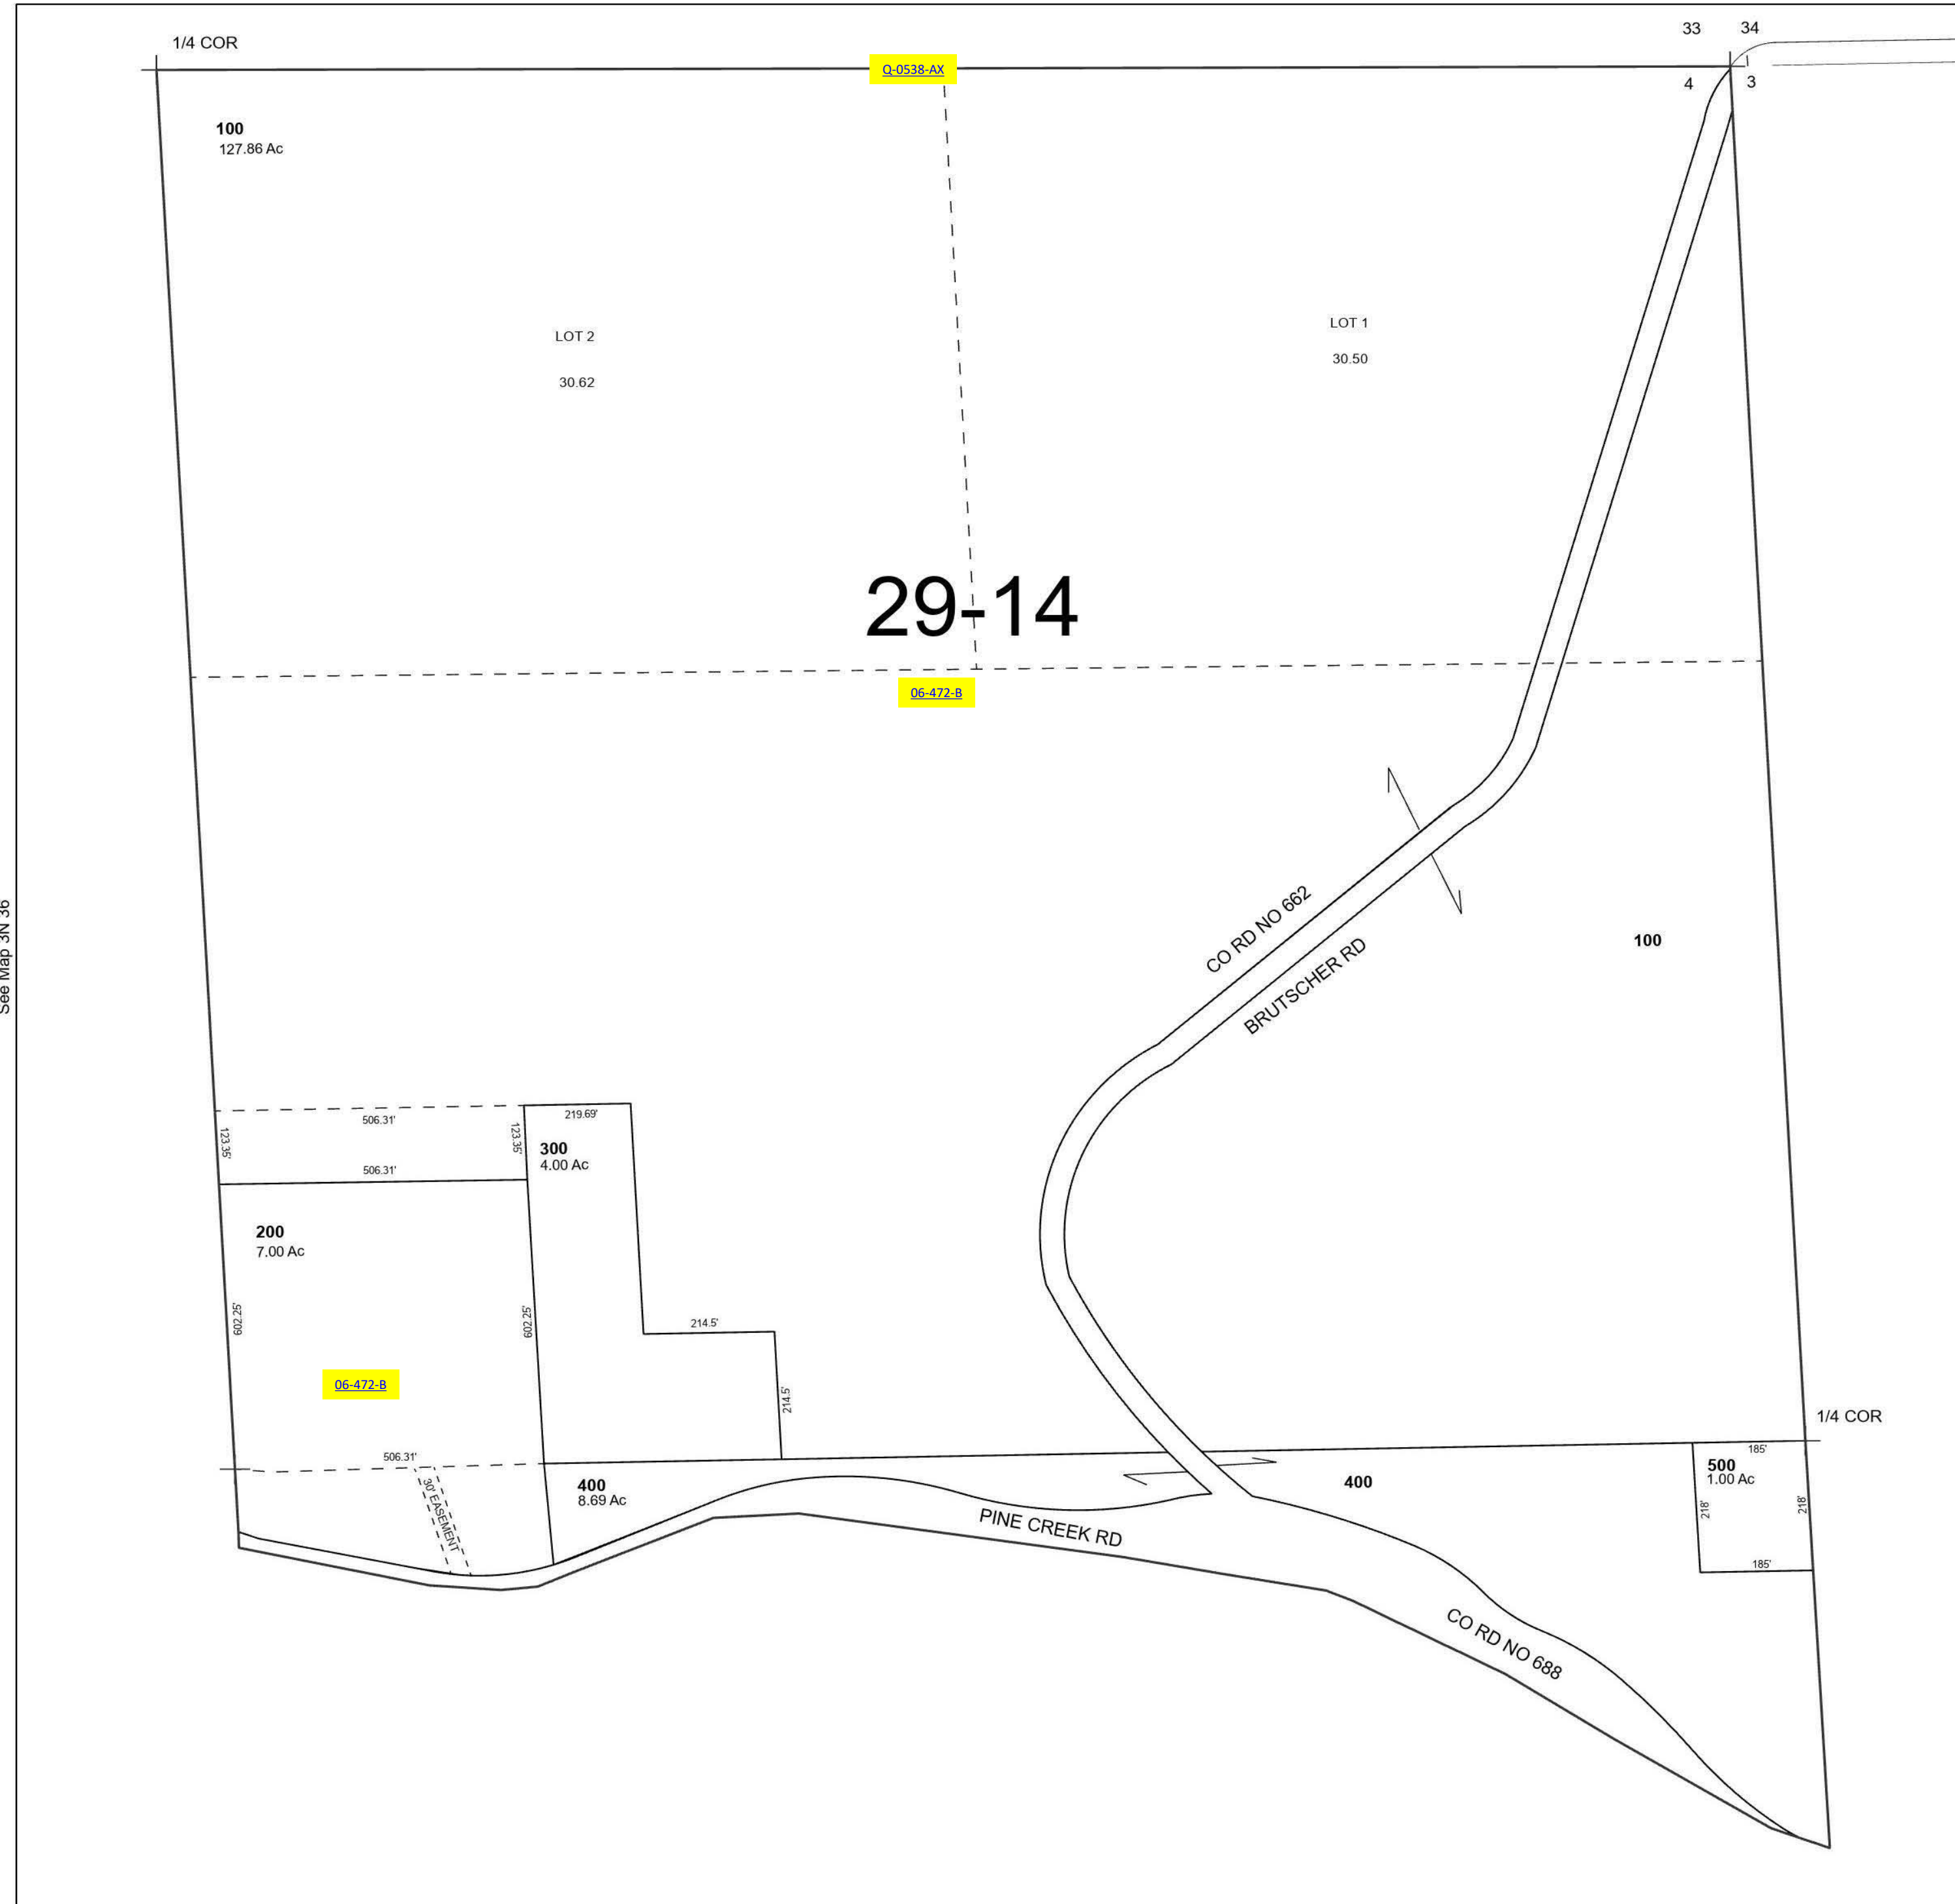 1/4 COR
33
34
4
3
Q-0538-AX
100
127.86 Ac
LOT 2
30.62
LOT 1
30.50
29-14
06-472-B
See Map 3N 36
CO RD NO 662
BRUTSCHER RD
100
506.31'
123.35'
123.35'
219.69'
300
4.00 Ac
506.31'
200
7.00 Ac
602.25'
602.25'
214.5'
214.5'
06-472-B
506.31'
30' EASEMENT
400
8.69 Ac
400
1/4 COR
185'
500
1.00 Ac
218'
218'
185'
PINE CREEK RD
CO RD NO 688